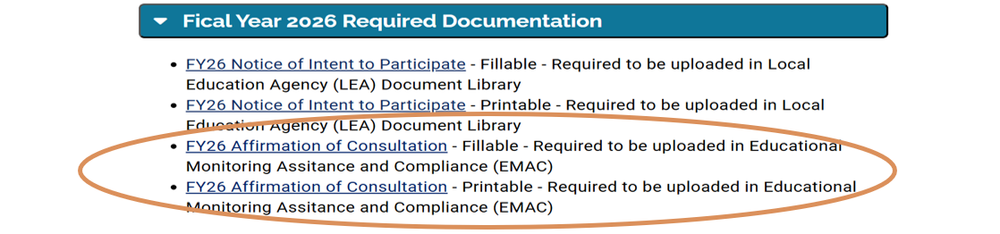 Fical Year 2026 Required Documentation
FY26 Notice of Intent to Participate - Fillable - Required to be uploaded in Local
Education Agency (LEA) Document Library
FY26 Notice of Intent to Participate - Printable - Required to be uploaded in Local
Education Agency (LEA) Document Library
FY26 Affirmation of Consultation - Fillable - Required to be uploaded in Educational
Monitoring Assitance and Compliance (EMAC)
FY26 Affirmation of Consultation - Printable - Required to be uploaded in Educational
Monitoring Assitance and Compliance (EMAC)